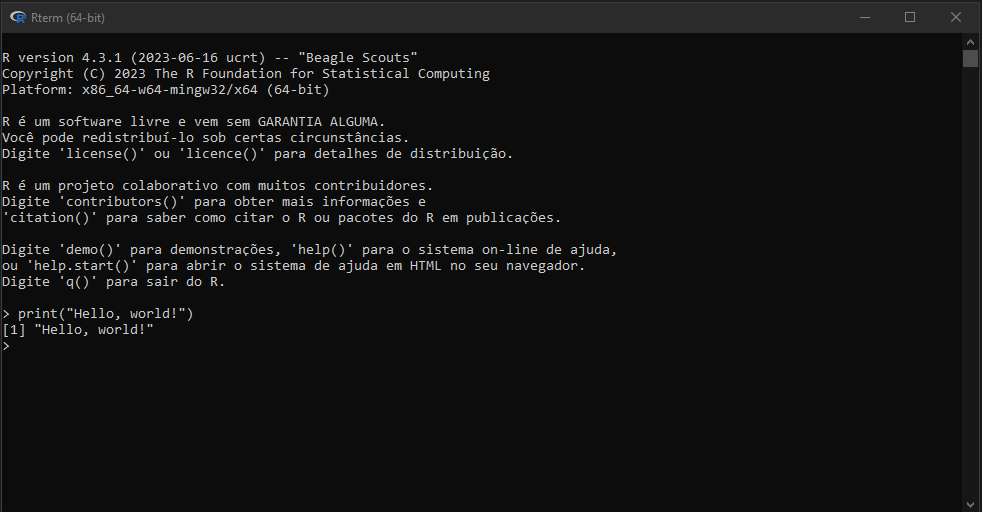 Rterm (64-bit)
R version 4.3.1 (2023-06-16 ucrt) -- "Beagle Scouts"
Copyright (C) 2023 The R Foundation for Statistical Computing
Platform: x86_64-w64-mingw32/x64 (64-bit)
R é um software livre e vem sem GARANTIA ALGUMA.
Você pode redistribuí-lo sob certas circunstâncias.
Digite 'license()' ou 'licence()' para detalhes de distribuição.
R é um projeto colaborativo com muitos contribuidores.
Digite 'contributors()' para obter mais informações e
'citation()' para saber como citar o R ou pacotes do R em publicações.
Digite 'demo()' para demonstrações, 'help()' para o sistema on-line de ajuda,
ou 'help.start()' para abrir o sistema de ajuda em HTML no seu navegador.
Digite 'q()' para sair do R.
> print("Hello, world!")
[1] "Hello, world!"
>